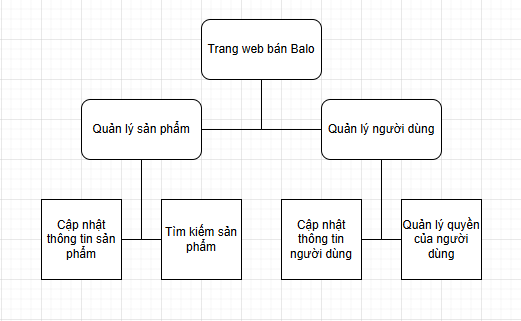 Trang web bán Balo
Quản lý sản phẩm
Quản lý người dùng
Cập nhật
thông tin sản
phẩm
Tìm kiếm sản
phẩm
Cập nhật
thông tin
người dùng
Quản lý quyền
của người
dùng